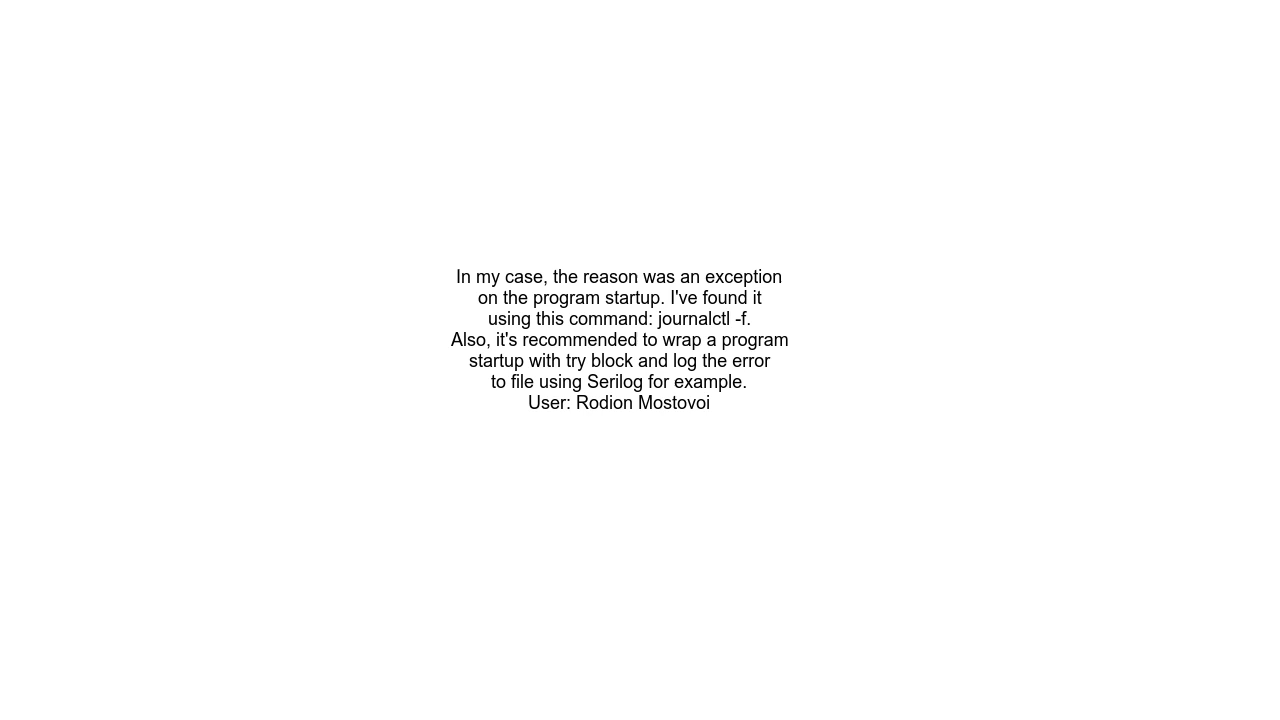 In my case, the reason was an exception
on the program startup. I've found it
using this command: journalctl -f.
Also, it's recommended to wrap a program
startup with try block and log the error
to file using Serilog for example.
User: Rodion Mostovoi